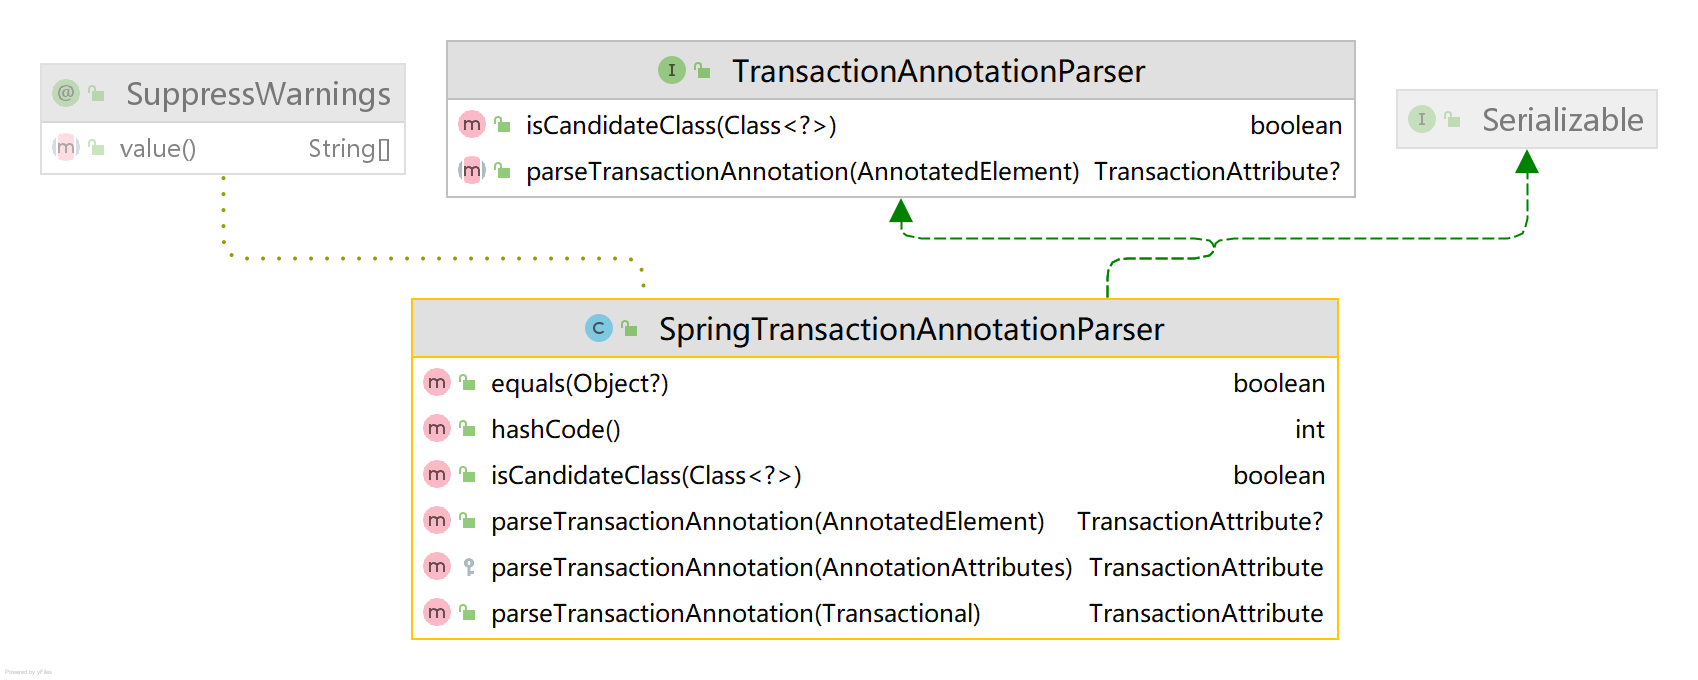 @ SuppressWarnings
m value() String[]
I TransactionAnnotationParser
m isCandidateClass(Class<?>) boolean
m parseTransactionAnnotation(AnnotatedElement) TransactionAttribute?
I Serializable
C SpringTransactionAnnotationParser
m equals(Object?) boolean
m hashCode() int
m isCandidateClass(Class<?>) boolean
m parseTransactionAnnotation(AnnotatedElement) TransactionAttribute?
m parseTransactionAnnotation(AnnotationAttributes) TransactionAttribute
m parseTransactionAnnotation(Transactional) TransactionAttribute
Powered by yFiles